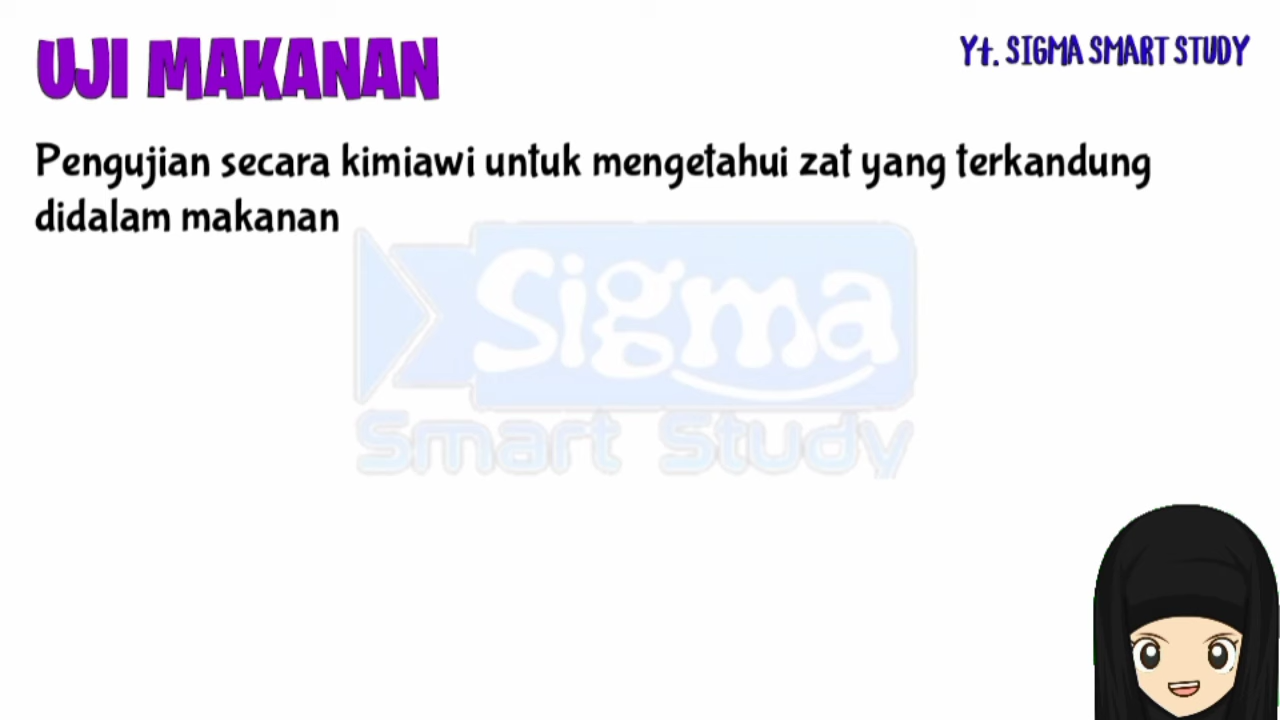 UJI MAKANAN
Yt. SIGMA SMART STUDY
Pengujian secara kimiawi untuk mengetahui zat yang terkandung
didalam makanan
Sigma
Smart Study